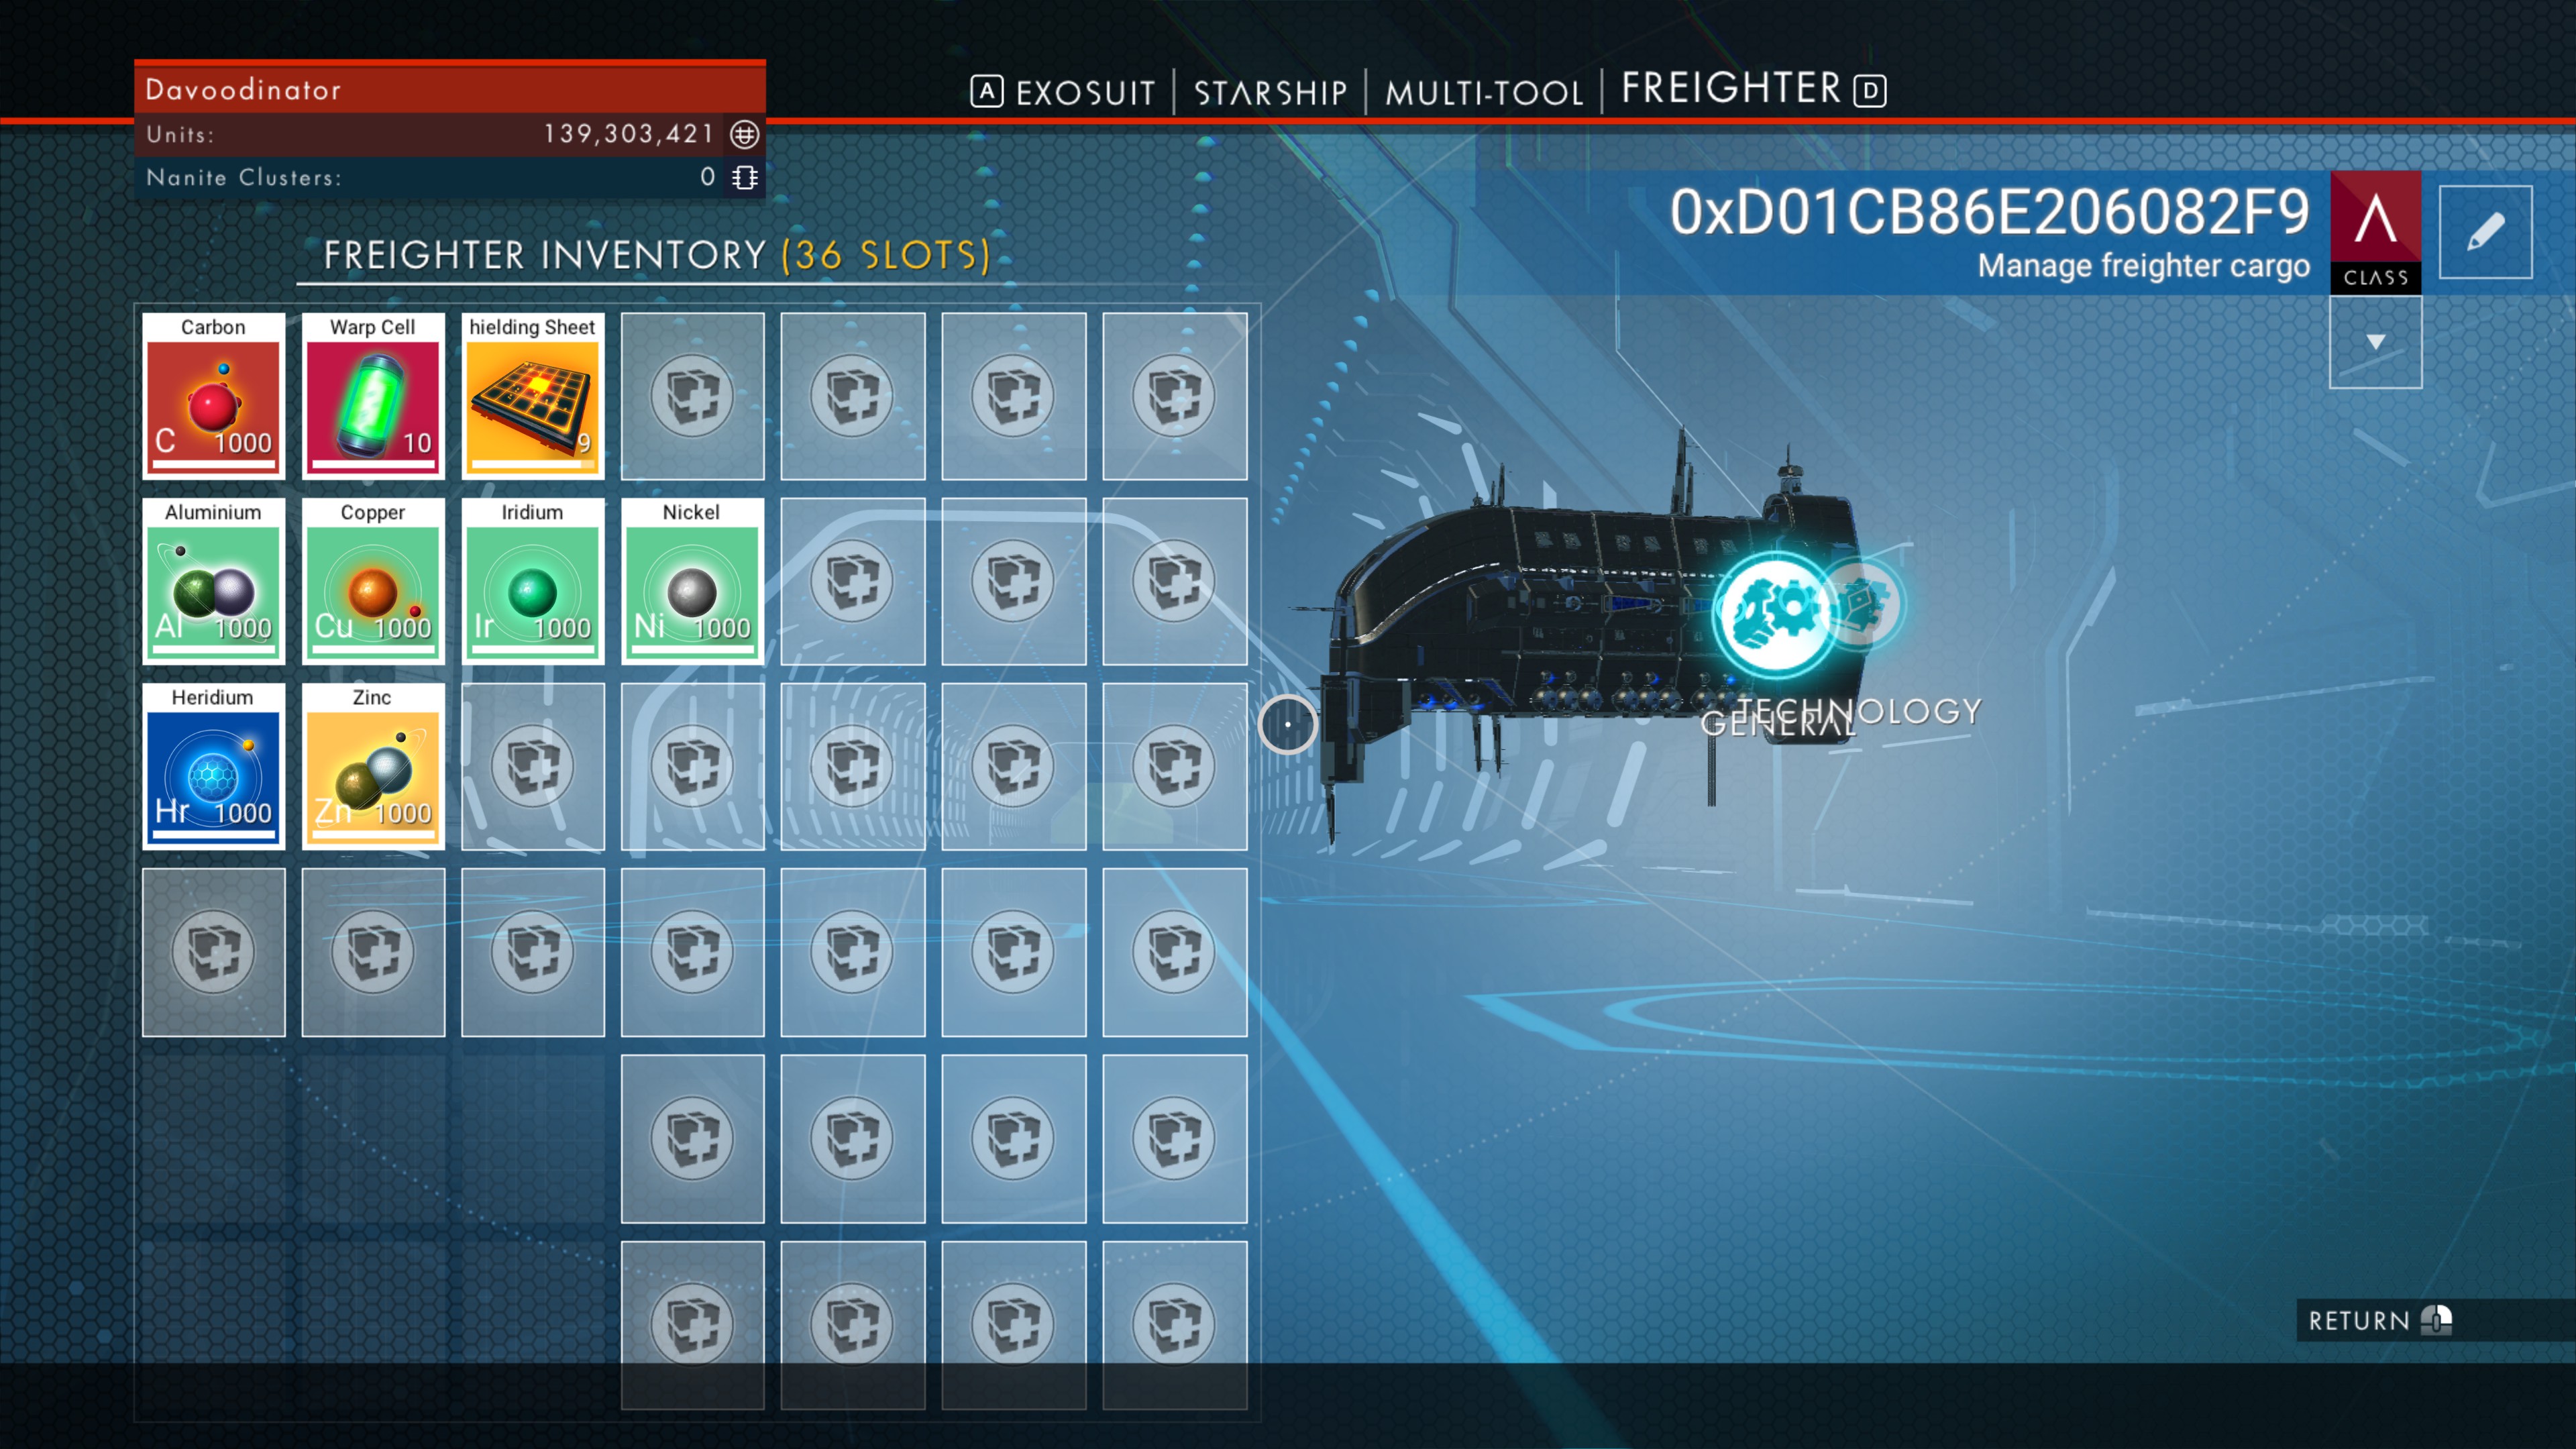 Davoodinator
Units: 139,303,421
Nanite Clusters: 0
A EXOSUIT STARSHIP MULTI-TOOL FREIGHTER D
FREIGHTER INVENTORY (36 SLOTS)
0xD01CB86E206082F9
Manage freighter cargo
CLASS
Carbon Warp Cell hielding Sheet
C 1000 10 9
Aluminium Copper Iridium Nickel
Al 1000 Cu 1000 Ir 1000 Ni 1000
Heridium Zinc
Hr 1000 Zn 1000
TECHNOLOGY
GENERAL
RETURN